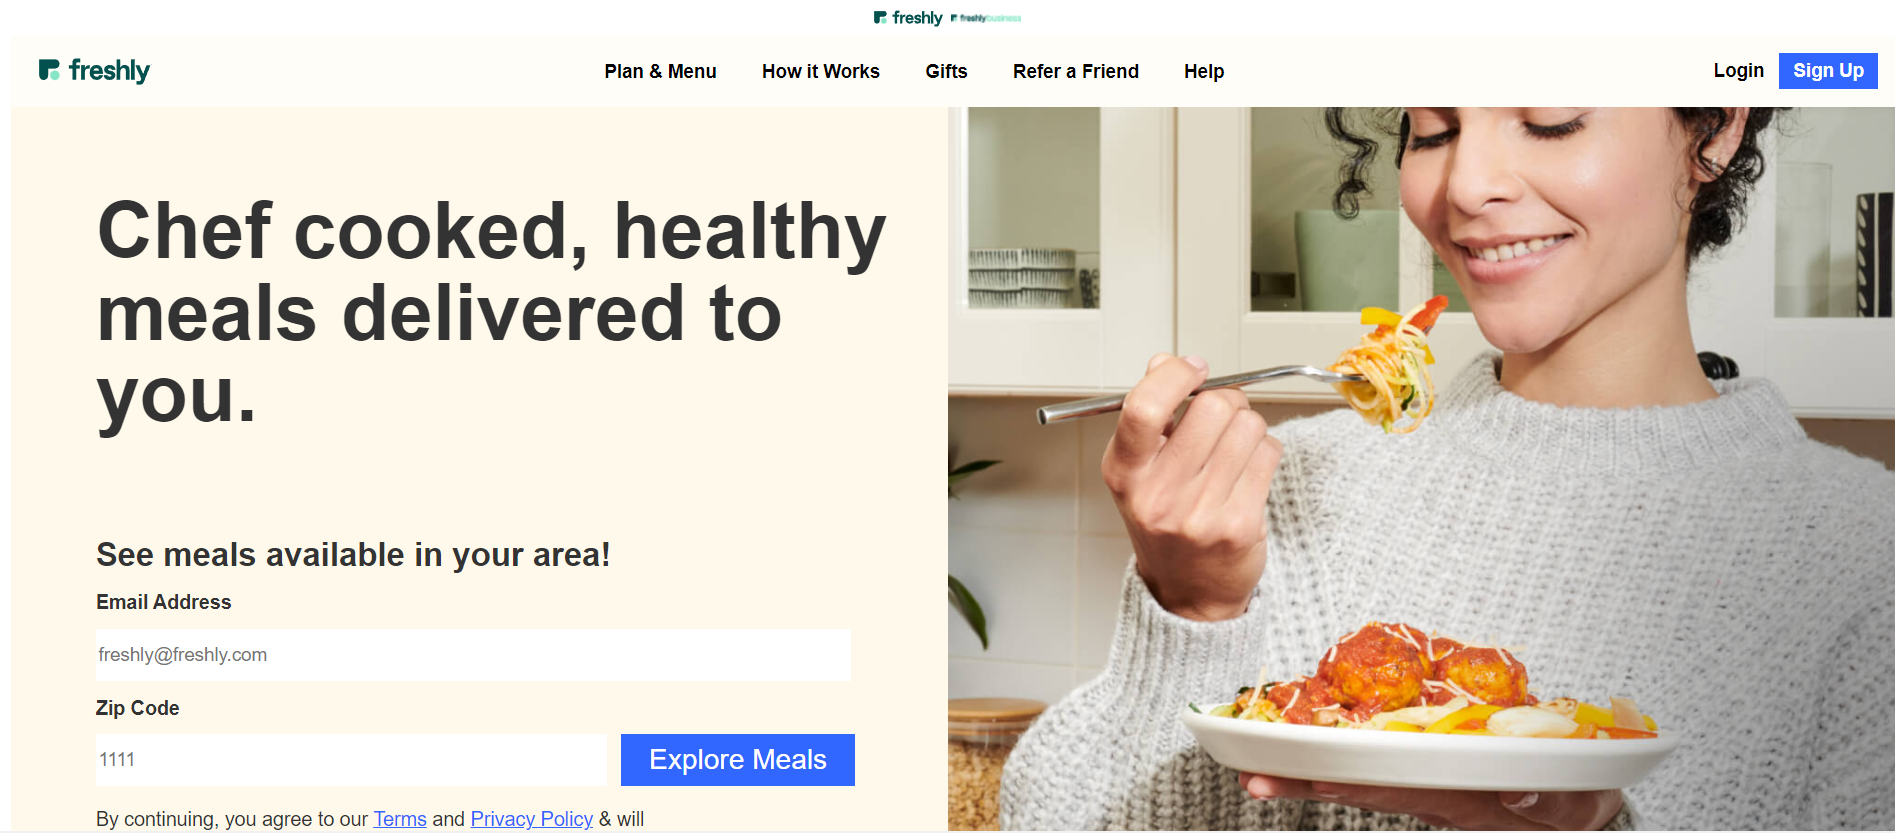 freshly freshlybusiness
freshly
Plan & Menu How it Works Gifts Refer a Friend Help
Login Sign Up
Chef cooked, healthy
meals delivered to
you.
See meals available in your area!
Email Address
freshly@freshly.com
Zip Code
1111
Explore Meals
By continuing, you agree to our Terms and Privacy Policy & will